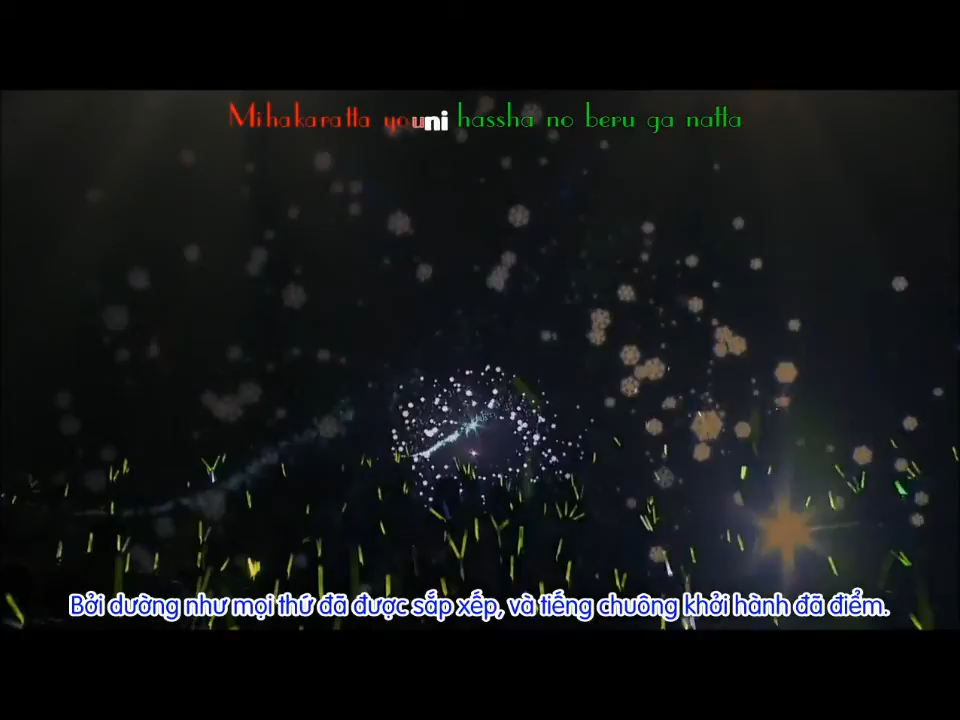 Mihakaratta youni hassha no beru ga natta
Bởi dường như mọi thứ đã được sắp xếp, và tiếng chuông khởi hành đã điểm.